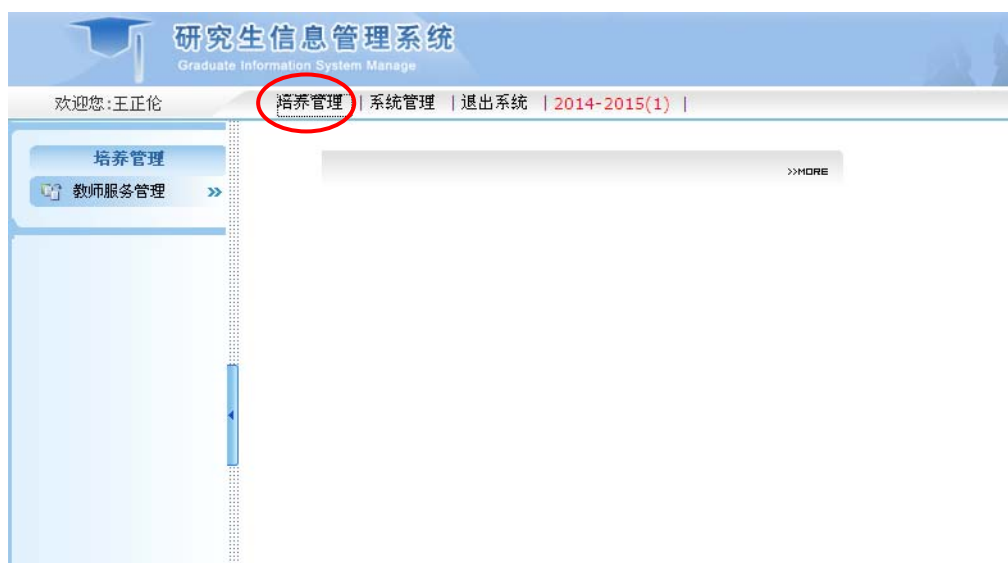 研究生信息管理系统
Graduate Information System Manage
欢迎您:王正伦
培养管理 | 系统管理 | 退出系统 | 2014-2015(1) |
培养管理
教师服务管理 »
>>MORE